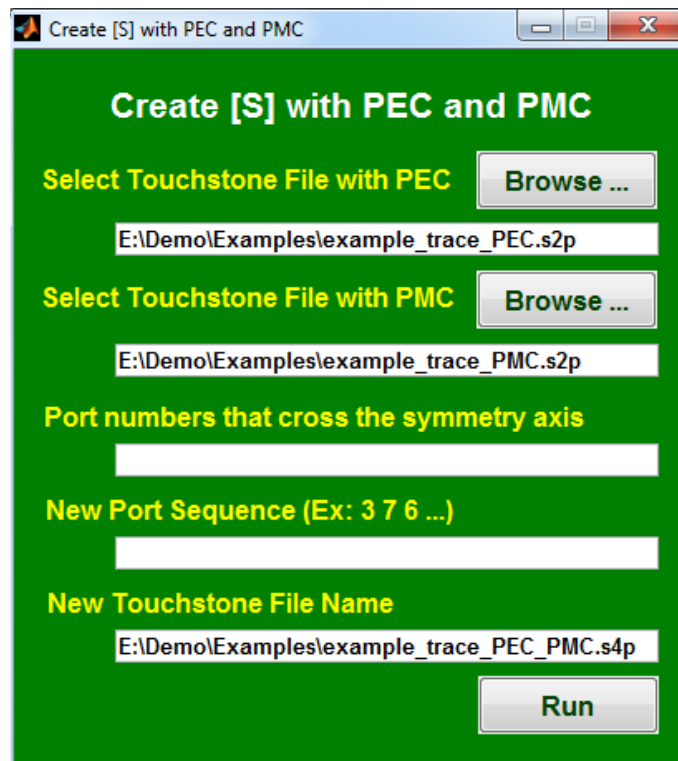 Create [S] with PEC and PMC
Create [S] with PEC and PMC
Select Touchstone File with PEC
Browse ...
E:\Demo\Examples\example_trace_PEC.s2p
Select Touchstone File with PMC
Browse ...
E:\Demo\Examples\example_trace_PMC.s2p
Port numbers that cross the symmetry axis
New Port Sequence (Ex: 3 7 6 ...)
New Touchstone File Name
E:\Demo\Examples\example_trace_PEC_PMC.s4p
Run